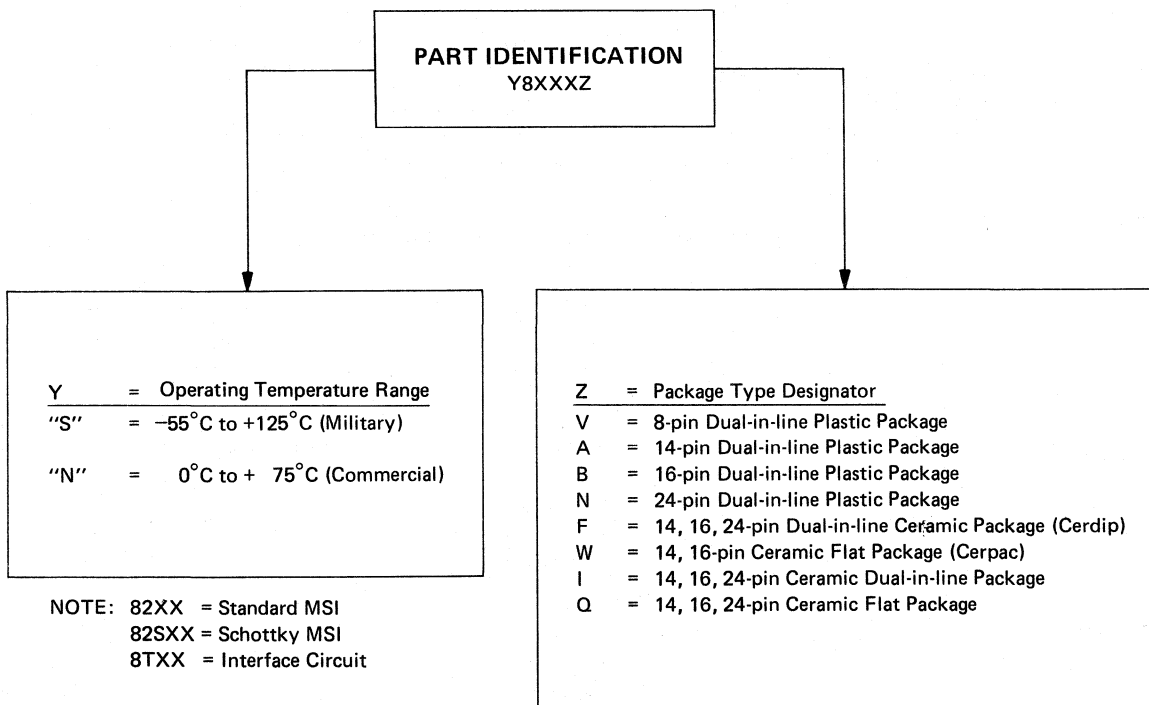 PART IDENTIFICATION
Y8XXXZ
Y = Operating Temperature Range
"S" = −55°C to +125°C (Military)
"N" = 0°C to + 75°C (Commercial)
NOTE: 82XX = Standard MSI
82SXX = Schottky MSI
8TXX = Interface Circuit
Z = Package Type Designator
V = 8-pin Dual-in-line Plastic Package
A = 14-pin Dual-in-line Plastic Package
B = 16-pin Dual-in-line Plastic Package
N = 24-pin Dual-in-line Plastic Package
F = 14, 16, 24-pin Dual-in-line Ceramic Package (Cerdip)
W = 14, 16-pin Ceramic Flat Package (Cerpac)
I = 14, 16, 24-pin Ceramic Dual-in-line Package
Q = 14, 16, 24-pin Ceramic Flat Package